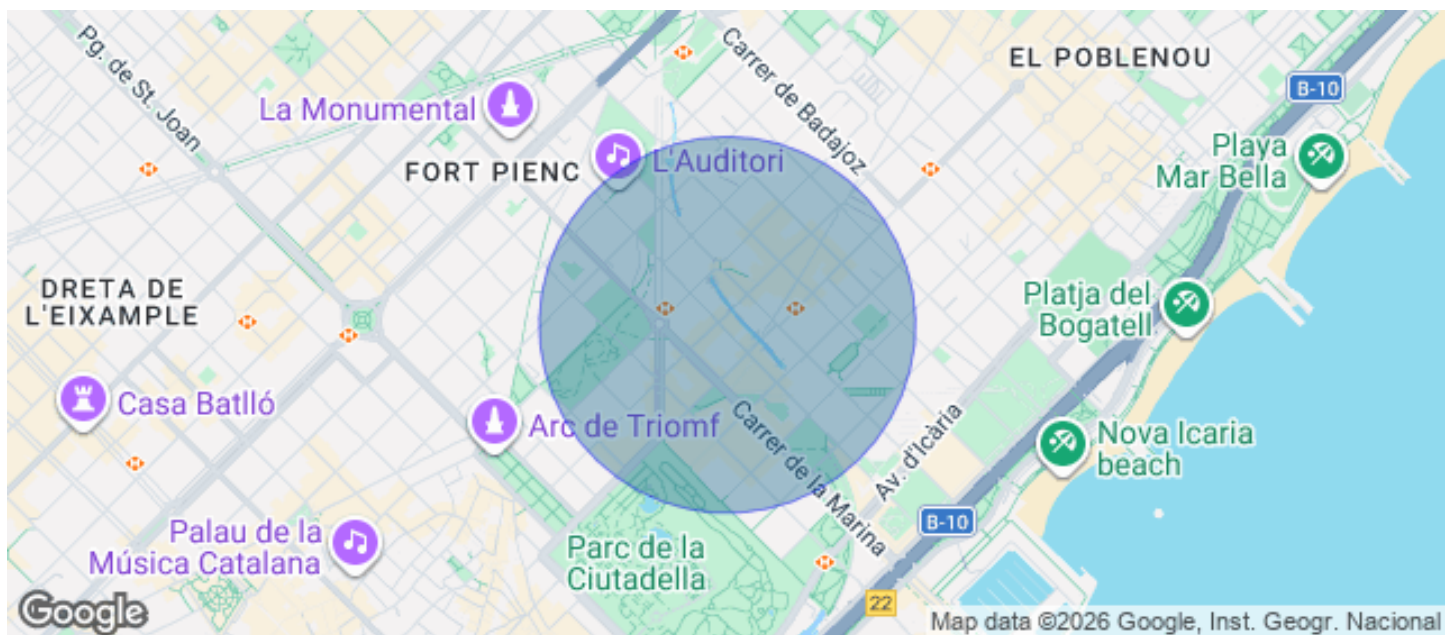 Pg. de St. Joan
La Monumental
FORT PIENC
L'Auditori
Carrer de Badajoz
EL POBLENOU
B-10
Playa
Mar Bella
DRETA DE
L'EIXAMPLE
Platja del
Bogatell
Casa Batlló
Arc de Triomf
Carrer de la Marina
Av. d'Icària
Nova Icaria
beach
B-10
Palau de la
Música Catalana
Parc de la
Ciutadella
22
Google
Map data ©2026 Google, Inst. Geogr. Nacional